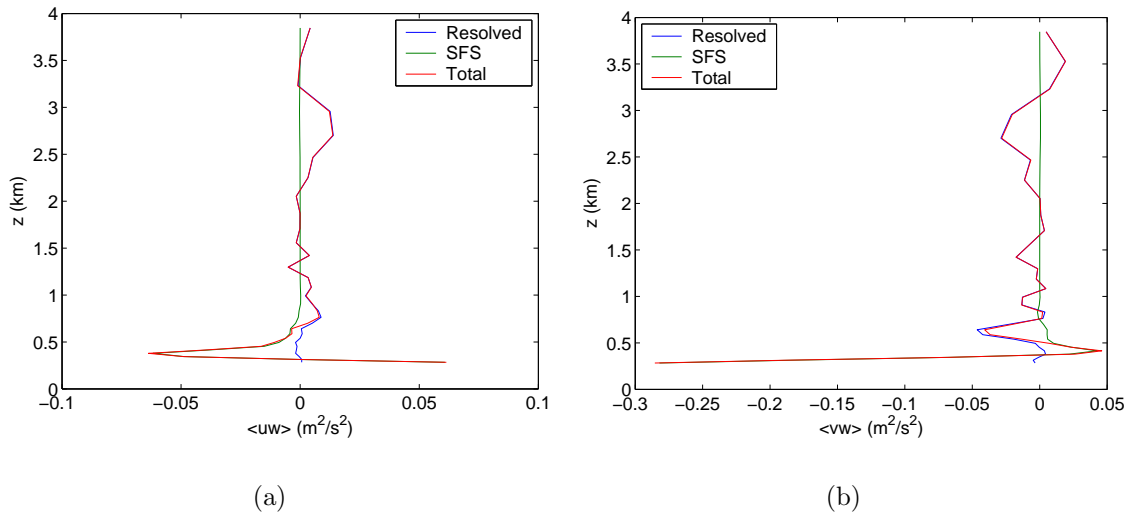 4
3.5
3
2.5
2
1.5
1
0.5
0
z (km)
−0.1
−0.05
0
0.05
0.1
<uw> (m²/s²)
Resolved
SFS
Total
(a)
4
3.5
3
2.5
2
1.5
1
0.5
0
z (km)
−0.3
−0.25
−0.2
−0.15
−0.1
−0.05
0
0.05
<vw> (m²/s²)
Resolved
SFS
Total
(b)